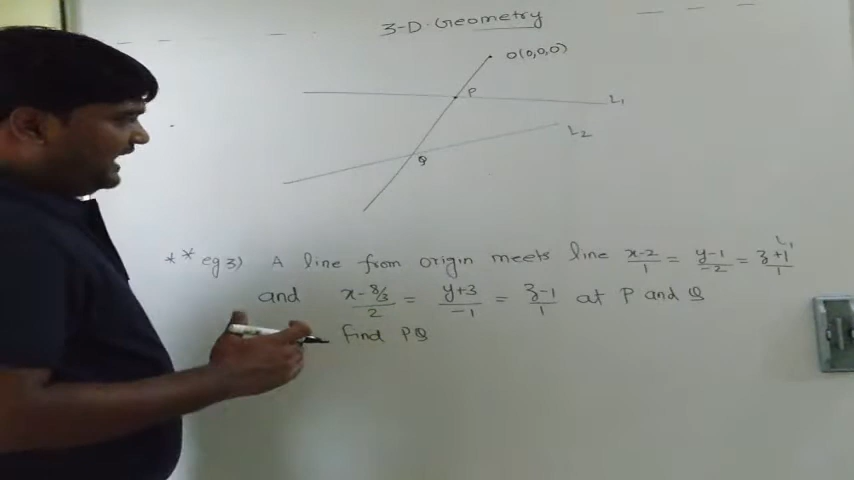 3-D-Geometry
O(0,0,0)
P
L₁
L₂
Q
L₁
**eg 3) A line from origin meets line x-2/1 = y-1/-2 = z+1/1
and x-8/3/2 = y+3/-1 = z-1/1 at P and Q
find PQ